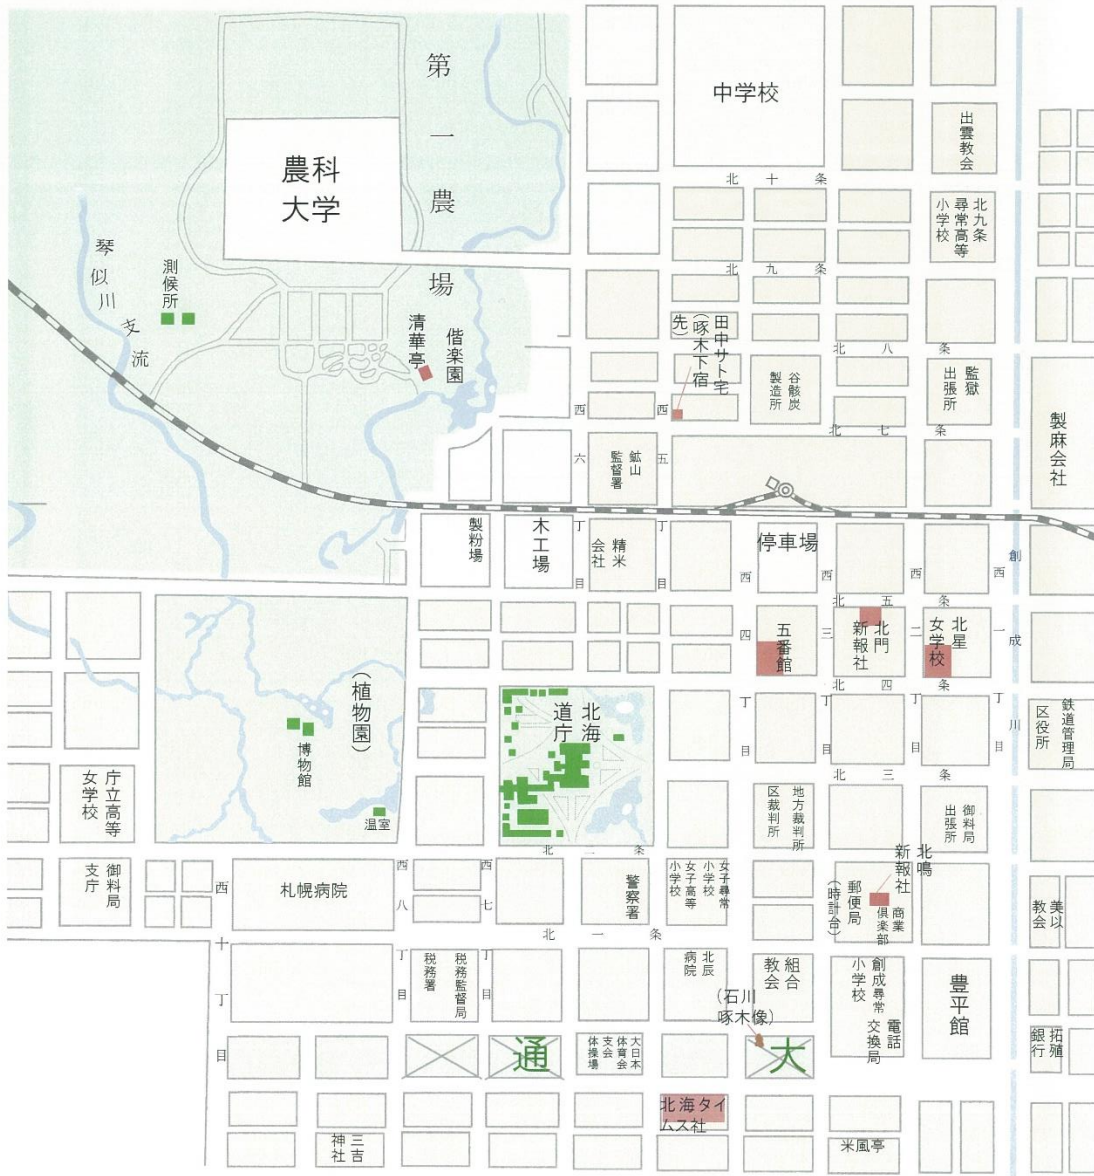 第一農場
農科
大学
中学校
出雲教会
北十条
北九条
尋常高等
小学校
北九条
琴似川支流
測候所
清華亭
偕楽園
田中サト宅
(啄木下宿
先)
北八条
谷骸炭
製造所
監獄
出張所
北七条
製麻会社
西六丁目
西五丁目
鉱山
監督署
製粉場
木工場
精米
会社
停車場
西四丁目
西三丁目
西二丁目
西一丁目
創成川
北五条
五番館
北門
新報社
北星
女学校
北四条
(植物園)
博物館
温室
北海
道庁
鉄道管理局
区役所
北三条
庁立高等
女学校
地方裁判所
区裁判所
御料局
出張所
北二条
御料局
支庁
西十丁目
札幌病院
西八丁目
西七丁目
警察署
女子尋常
小学校
女子高等
小学校
北鳴
新報社
郵便局
(時計台)
商業
倶楽部
美以
教会
北一条
税務監督局
税務署
北辰
病院
組合
教会
創成尋常
小学校
電話
交換局
豊平館
(石川
啄木像)
通
大日本
体育会
支会
体操場
大
拓殖
銀行
北海タイ
ムス社
三吉
神社
米風亭